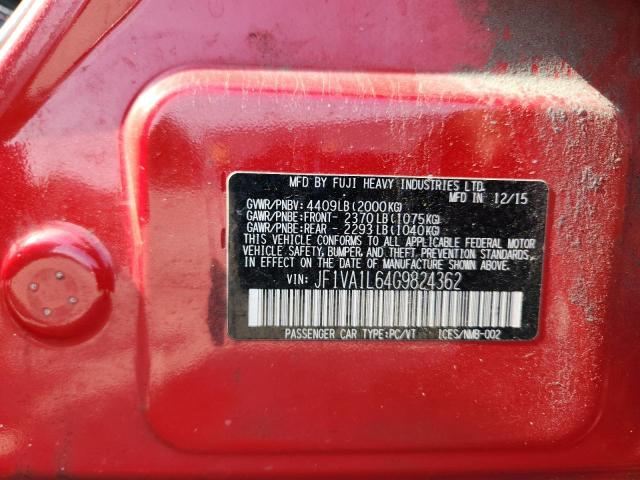 MFD BY FUJI HEAVY INDUSTRIES LTD.
MFD IN 12/15
GVWR/PNBV: 4409LB(2000KG)
GAWR/PNBE:FRONT- 2370LB(1075KG)
GAWR/PNBE:REAR - 2293LB(1040KG)
THIS VEHICLE CONFORMS TO ALL APPLICABLE FEDERAL MOTOR
VEHICLE SAFETY, BUMPER, AND THEFT PREVENTION STANDARDS
IN EFFECT ON THE DATE OF MANUFACTURE SHOWN ABOVE.
VIN: JF1VA1L64G9824362
PASSENGER CAR TYPE:PC/VT ICES/NMB-002